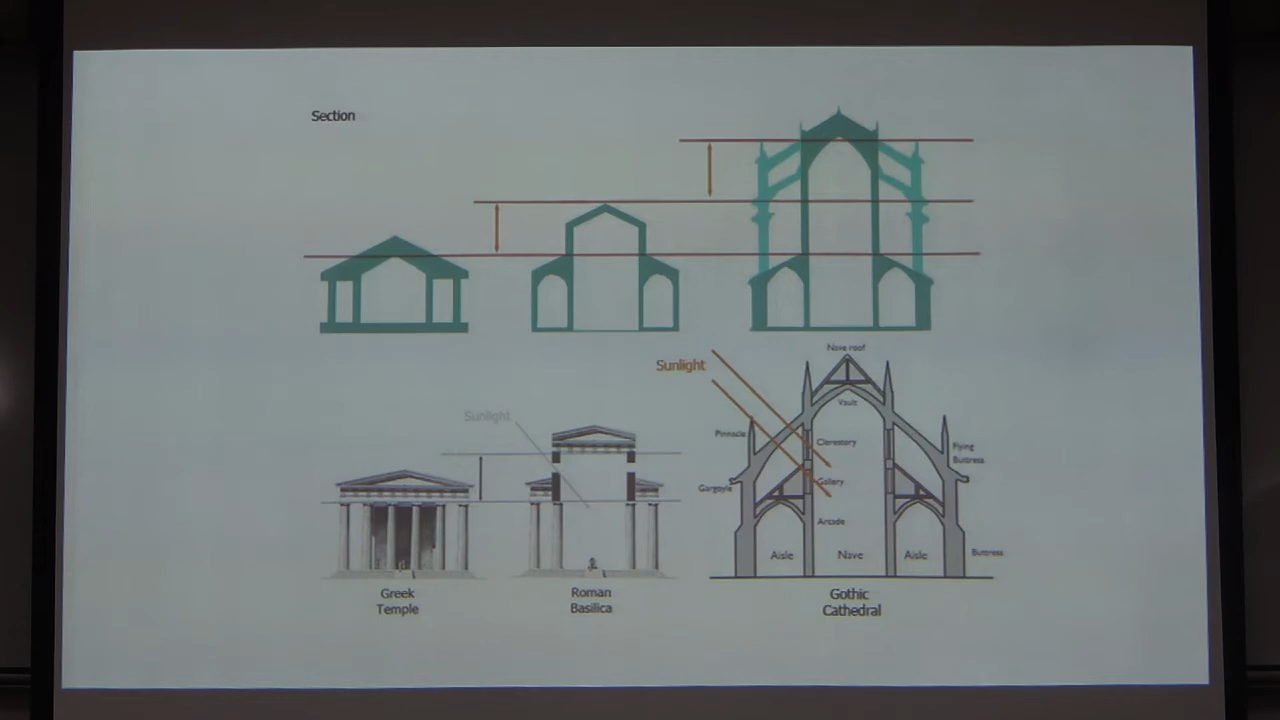 Section
Nave roof
Sunlight
Vault
Sunlight
Pinnacle
Clerestory
Flying
Buttress
Gallery
Gargoyle
Arcade
Aisle
Nave
Aisle
Buttress
Greek
Temple
Roman
Basilica
Gothic
Cathedral